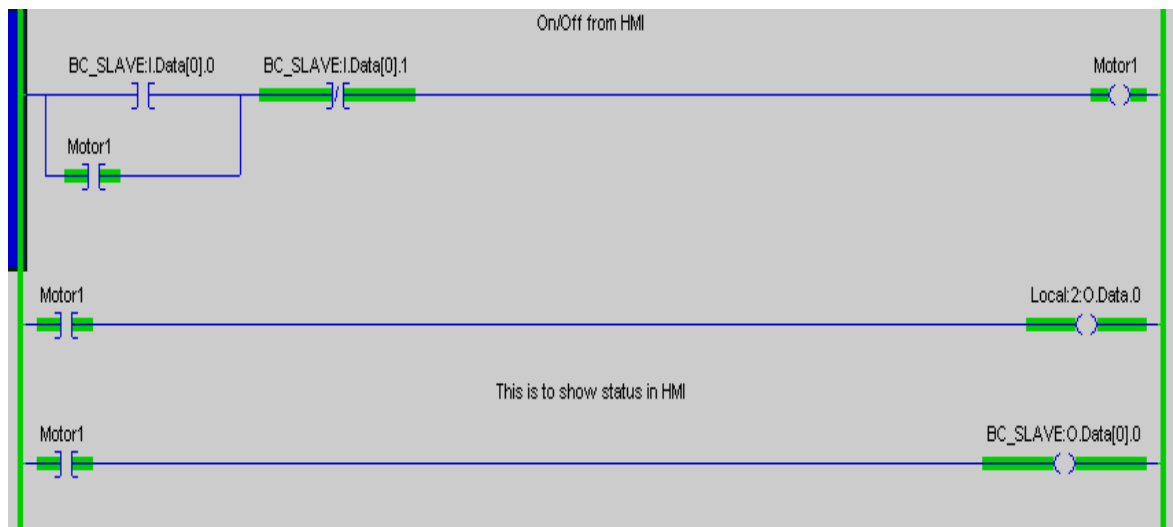 On/Off from HMI
BC_SLAVE:I.Data[0].0 BC_SLAVE:I.Data[0].1 Motor1
Motor1
Motor1 Local:2:O.Data.0
This is to show status in HMI
Motor1 BC_SLAVE:O.Data[0].0